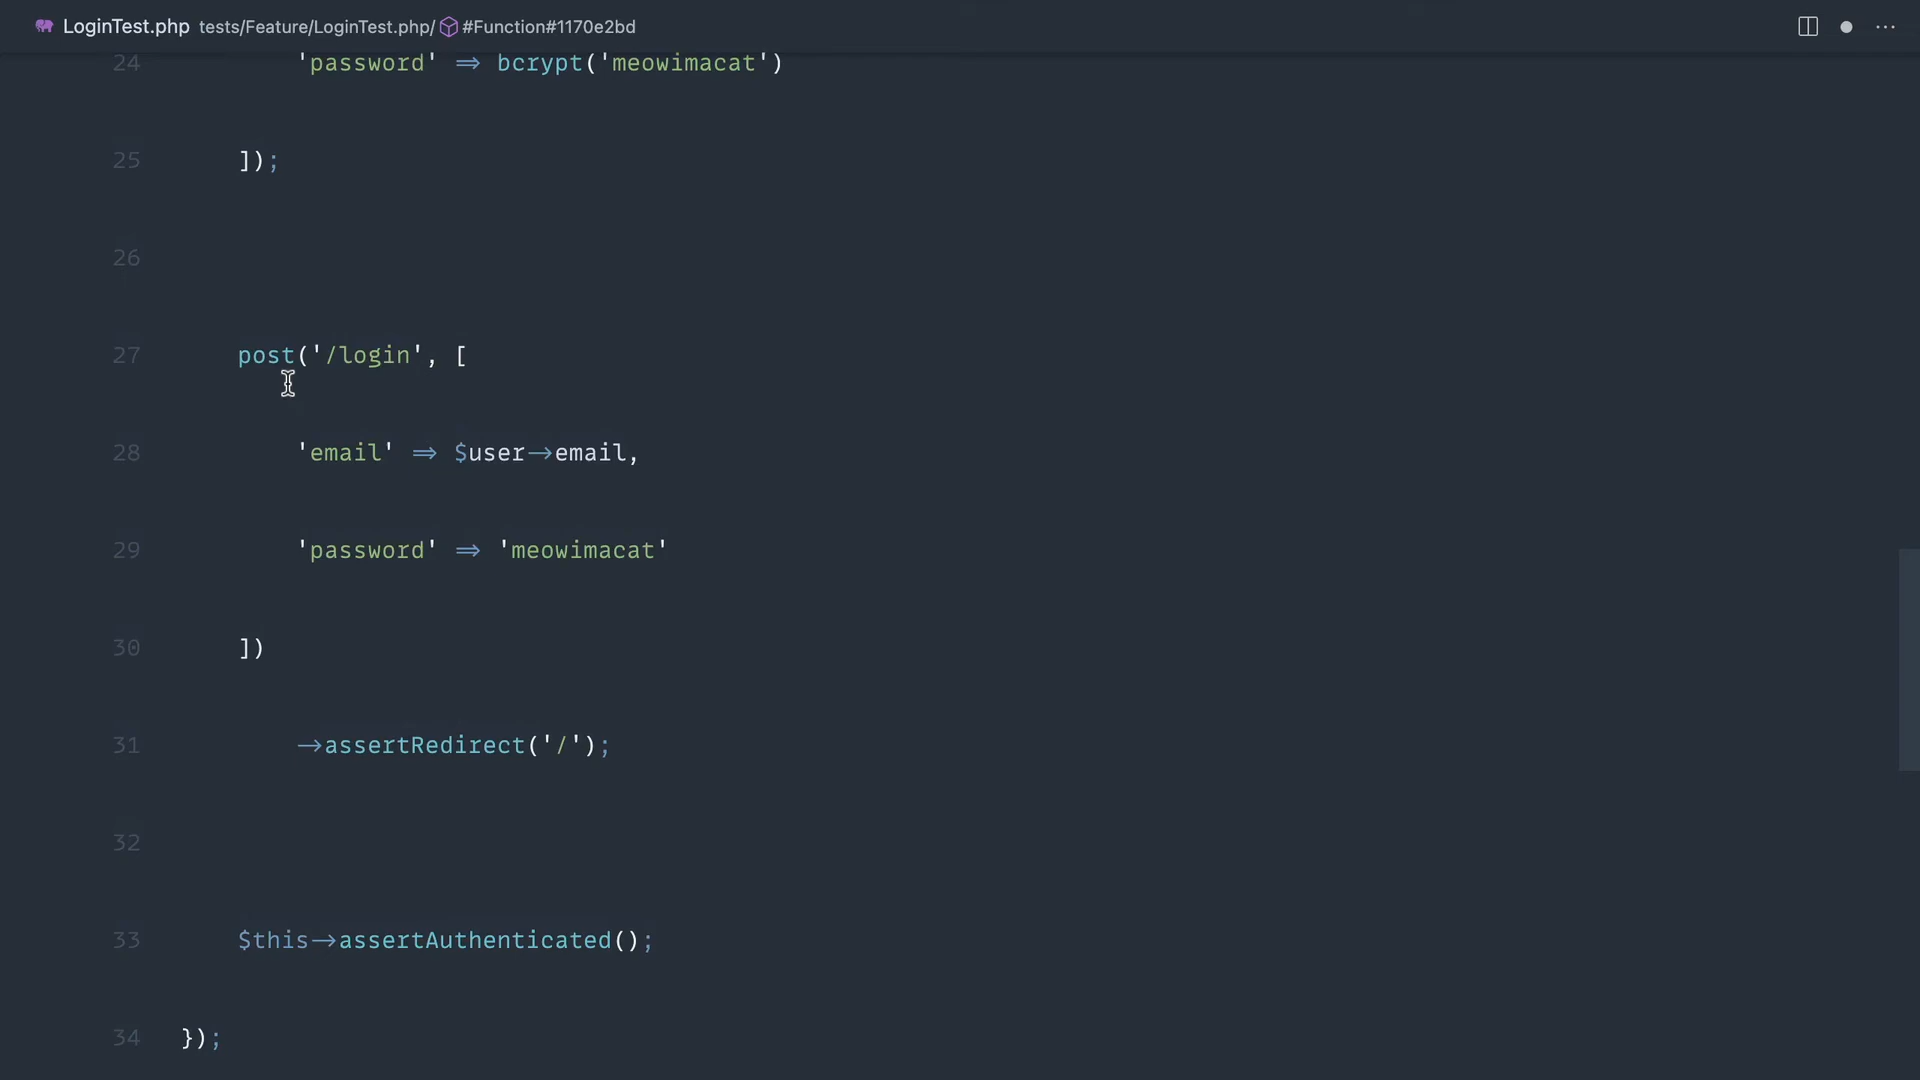 LoginTest.php tests/Feature/LoginTest.php/ #Function#1170e2bd ...
24 'password' => bcrypt('meowimacat')
25 ]);
26
27 post('/login', [
28 'email' => $user->email,
29 'password' => 'meowimacat'
30 ])
31 ->assertRedirect('/');
32
33 $this->assertAuthenticated();
34 });